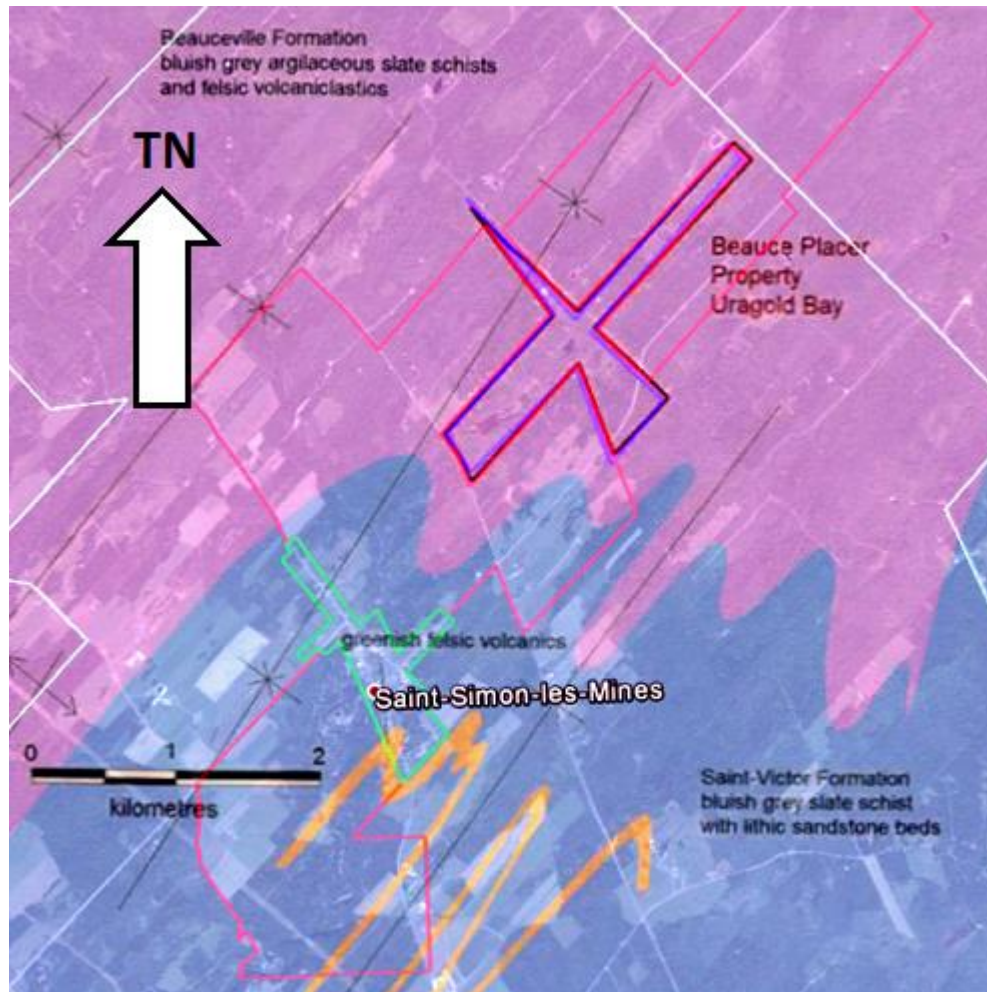 Beauceville Formation
bluish grey argilaceous slate schists
and felsic volcaniclastics
TN
Beauce Placer
Property
Uragold Bay
greenish felsic volcanics
Saint-Simon-les-Mines
0 1 2
kilometres
Saint-Victor Formation
bluish grey slate schist
with lithic sandstone beds